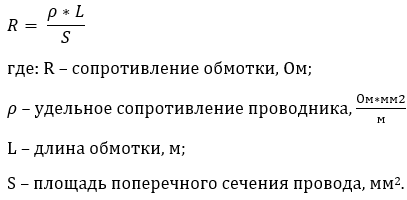 R = ρ * L / S
где: R – сопротивление обмотки, Ом;
ρ – удельное сопротивление проводника, Ом*мм2/м
L – длина обмотки, м;
S – площадь поперечного сечения провода, мм².